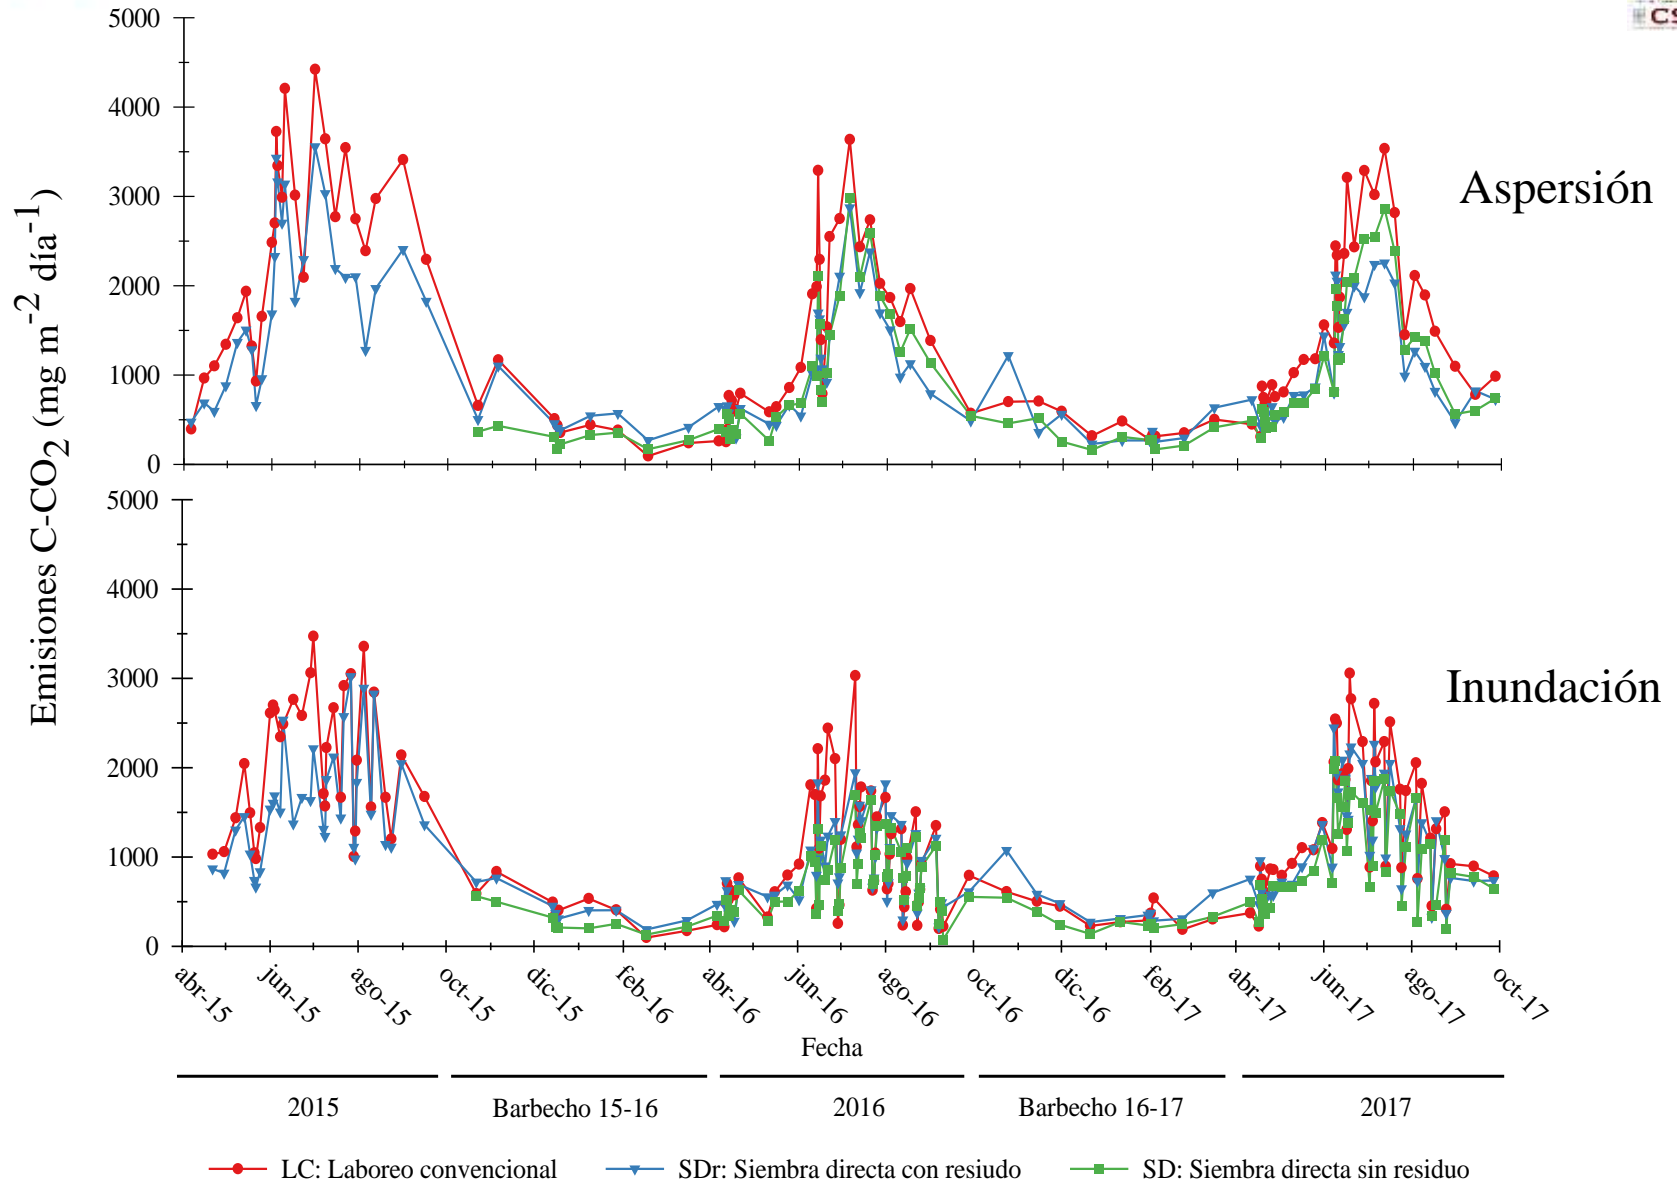 CS
5000
4000
3000
2000
1000
0
Aspersión
Emisiones C-CO2 (mg m-2 día-1)
5000
4000
3000
2000
1000
0
Inundación
abr-15 jun-15 ago-15 oct-15 dic-15 feb-16 abr-16 jun-16 ago-16 oct-16 dic-16 feb-17 abr-17 jun-17 ago-17 oct-17
Fecha
2015 Barbecho 15-16 2016 Barbecho 16-17 2017
LC: Laboreo convencional SDr: Siembra directa con resiudo SD: Siembra directa sin residuo